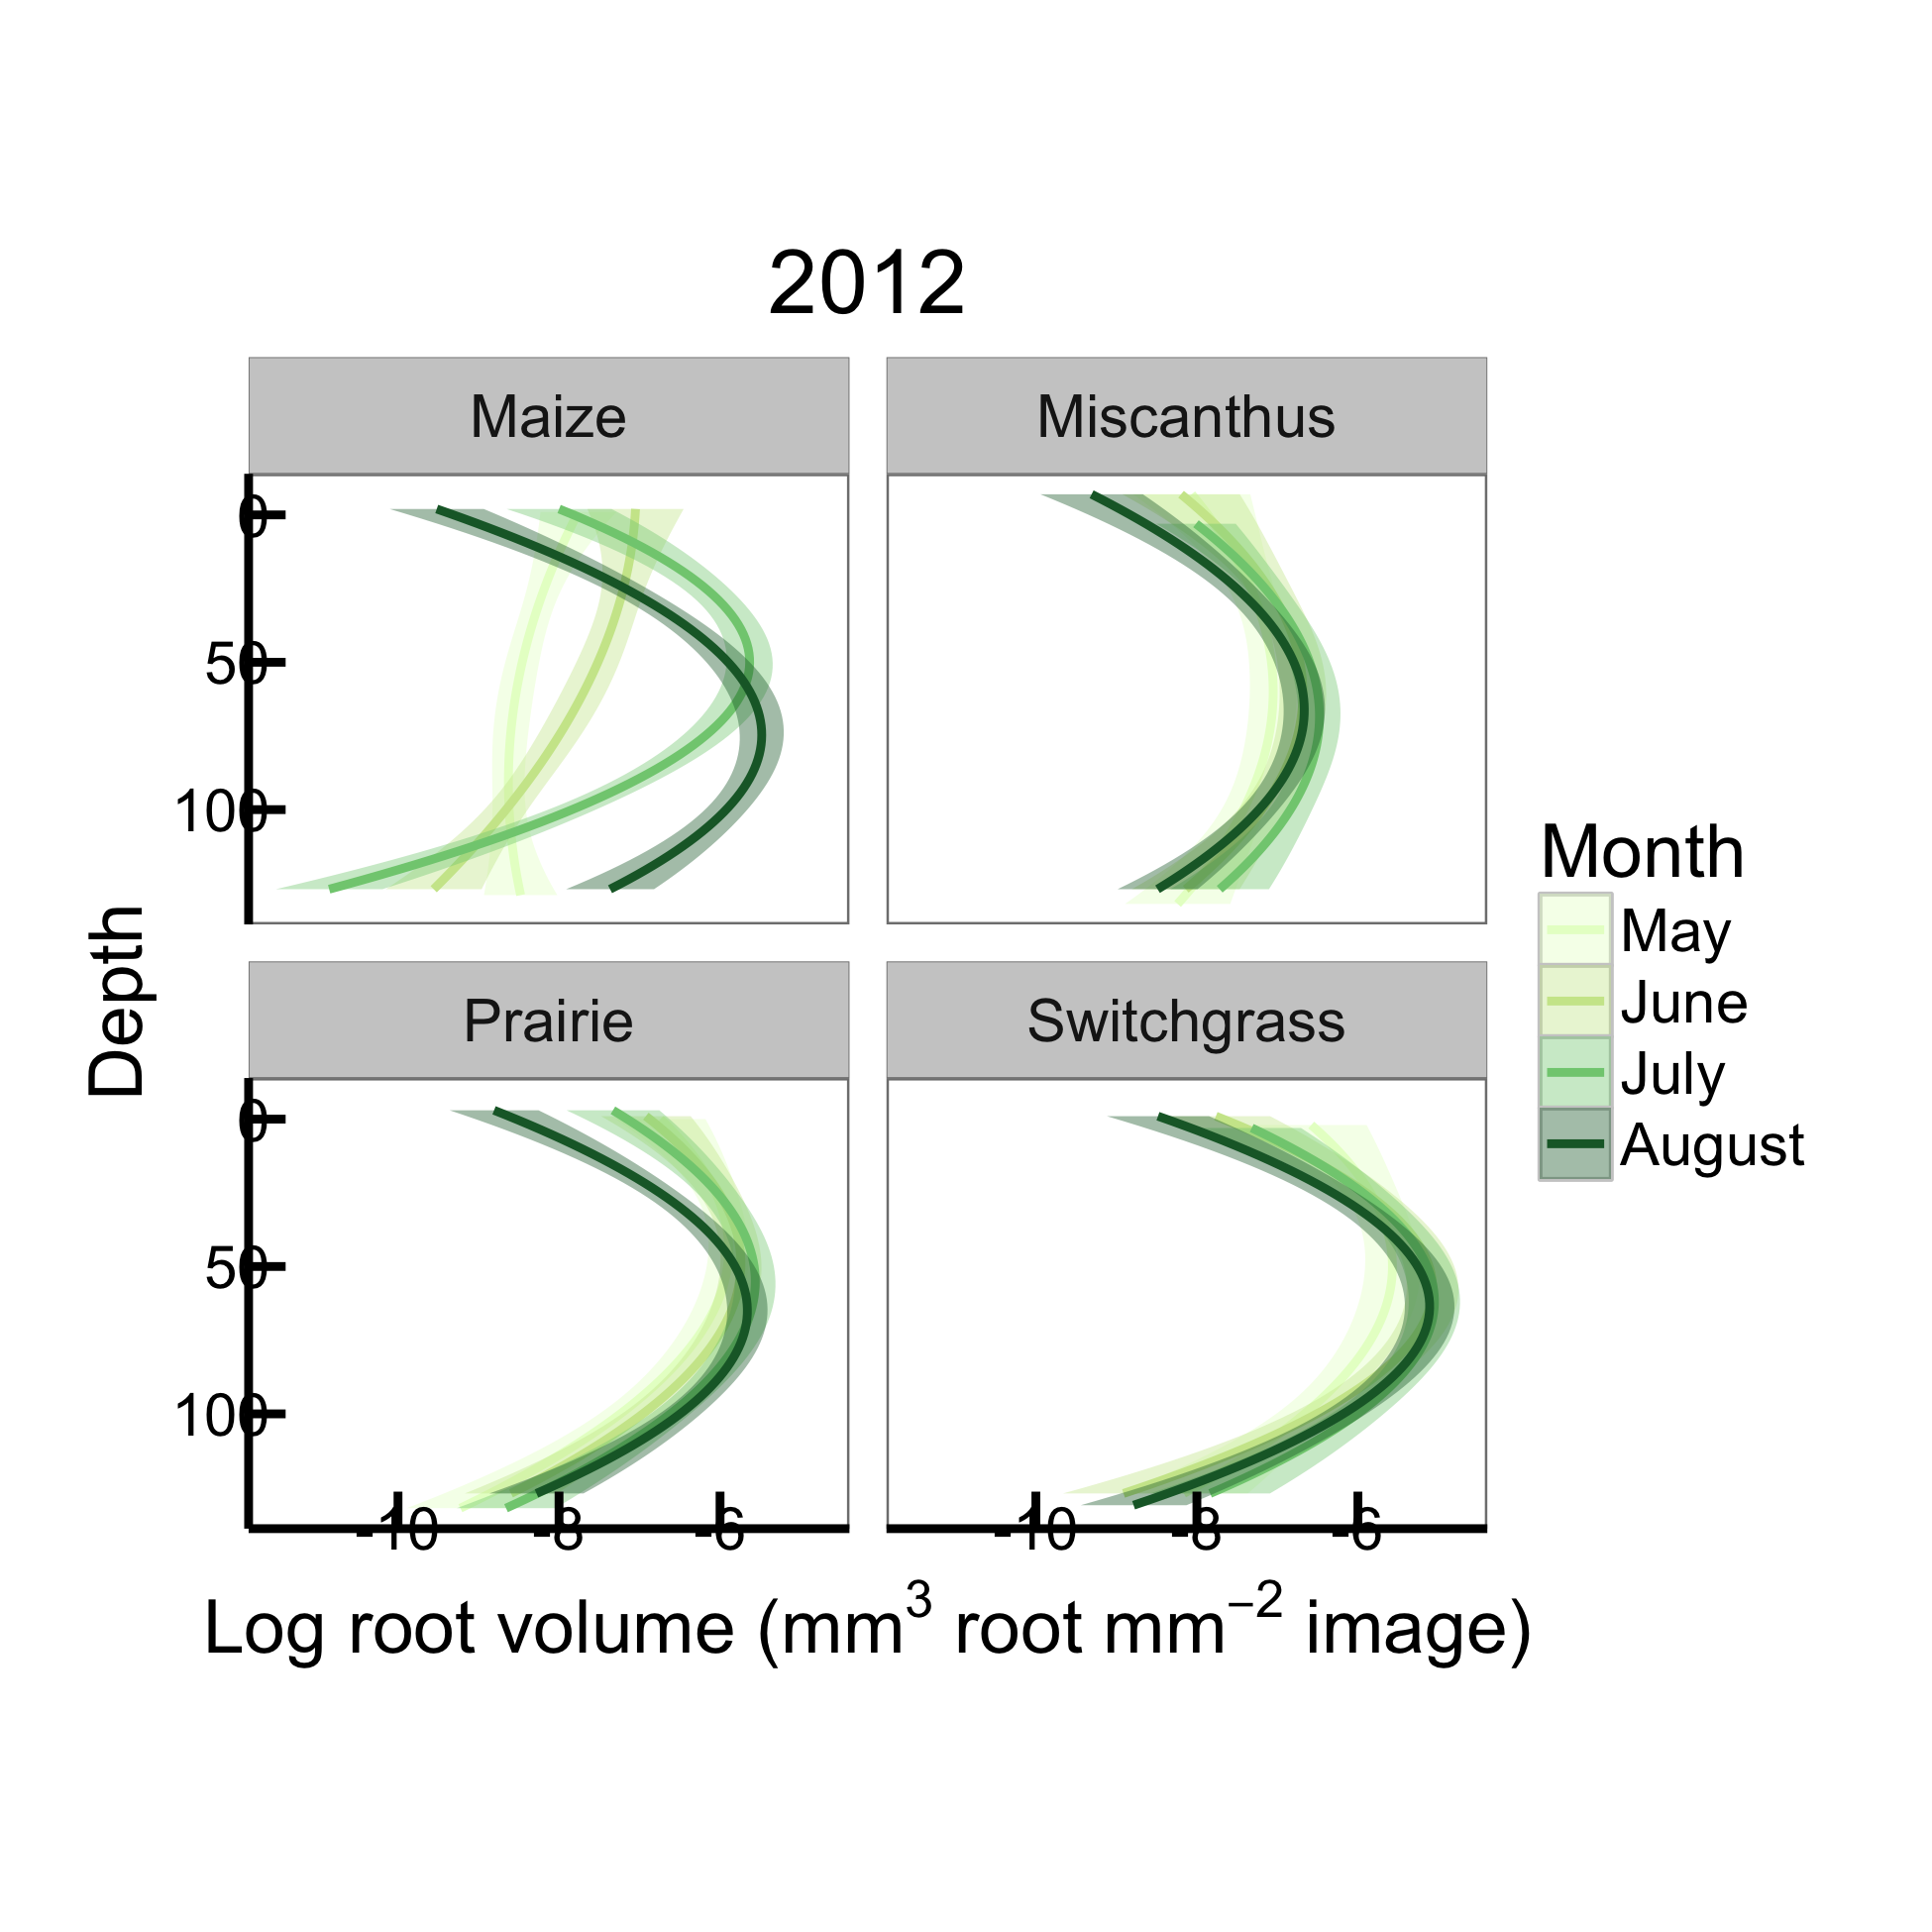 2012
Maize Miscanthus
0
50
100
Depth
Prairie Switchgrass
0
50
100
-10 -8 -6 -10 -8 -6
Log root volume (mm³ root mm⁻² image)
Month
May
June
July
August